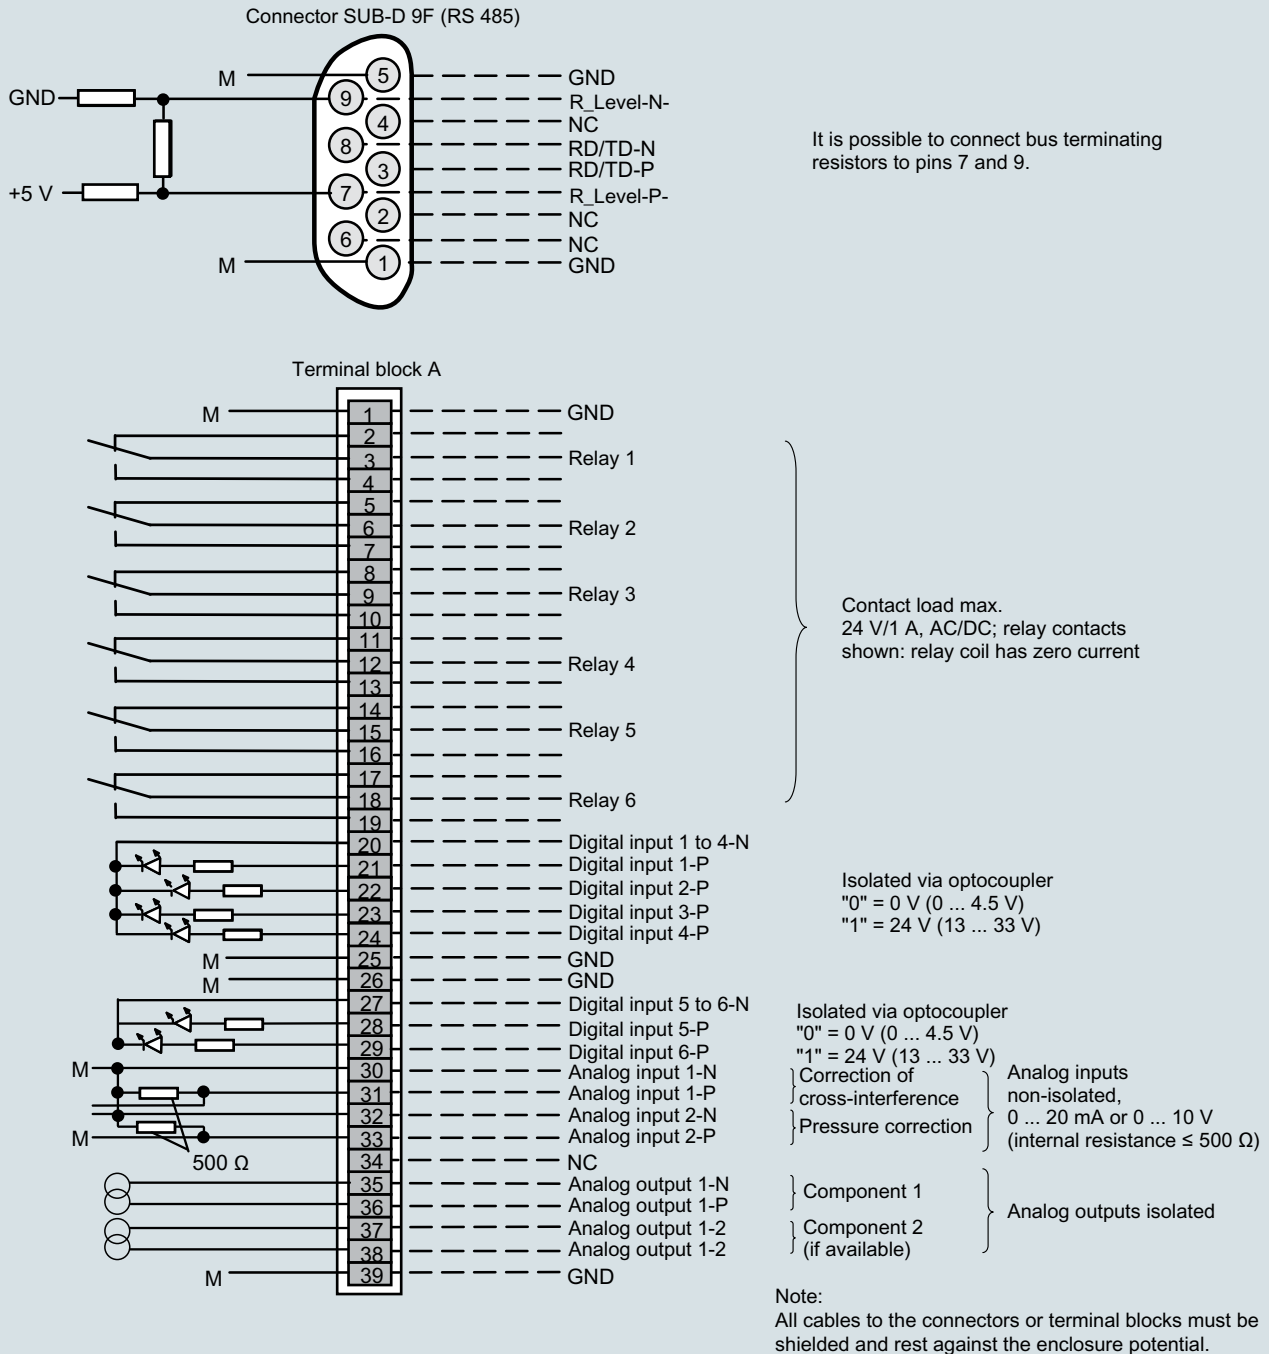 Connector SUB-D 9F (RS 485)
M 5 GND
GND 9 R_Level-N-
4 NC
8 RD/TD-N
3 RD/TD-P
+5 V 7 R_Level-P-
2 NC
6 NC
M 1 GND
It is possible to connect bus terminating
resistors to pins 7 and 9.
Terminal block A
M 1 GND
2
3 Relay 1
4
5
6 Relay 2
7
8
9 Relay 3
10
11
12 Relay 4
13
14
15 Relay 5
16
17
18 Relay 6
19
Contact load max.
24 V/1 A, AC/DC; relay contacts
shown: relay coil has zero current
20 Digital input 1 to 4-N
21 Digital input 1-P
22 Digital input 2-P
23 Digital input 3-P
24 Digital input 4-P
Isolated via optocoupler
"0" = 0 V (0 ... 4.5 V)
"1" = 24 V (13 ... 33 V)
M 25 GND
M 26 GND
27 Digital input 5 to 6-N
28 Digital input 5-P
29 Digital input 6-P
Isolated via optocoupler
"0" = 0 V (0 ... 4.5 V)
"1" = 24 V (13 ... 33 V)
M 30 Analog input 1-N
31 Analog input 1-P
32 Analog input 2-N
M 33 Analog input 2-P
500 Ω
Correction of
cross-interference
Pressure correction
Analog inputs
non-isolated,
0 ... 20 mA or 0 ... 10 V
(internal resistance ≤ 500 Ω)
34 NC
35 Analog output 1-N
36 Analog output 1-P
37 Analog output 1-2
38 Analog output 1-2
Component 1
Component 2
(if available)
Analog outputs isolated
M 39 GND
Note:
All cables to the connectors or terminal blocks must be
shielded and rest against the enclosure potential.